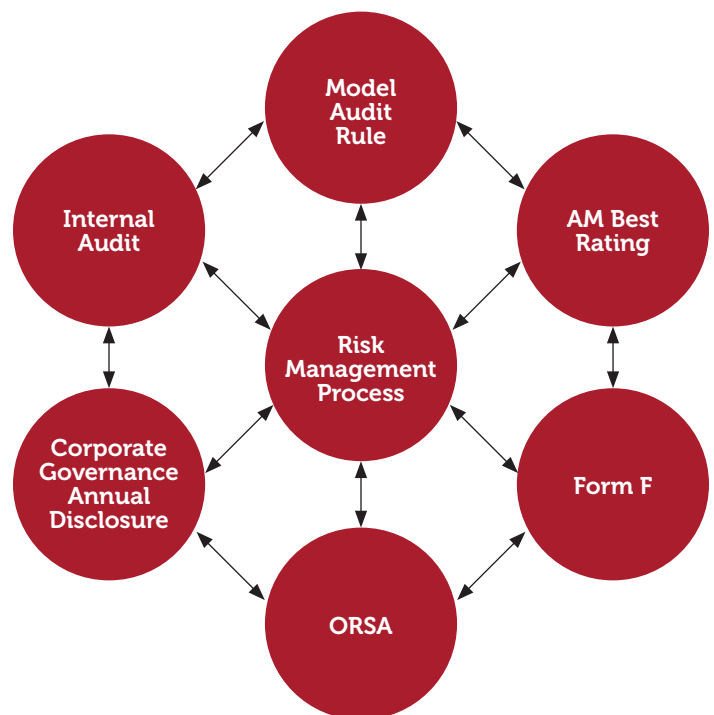 Model
Audit
Rule
Internal
Audit
AM Best
Rating
Risk
Management
Process
Corporate
Governance
Annual
Disclosure
Form F
ORSA